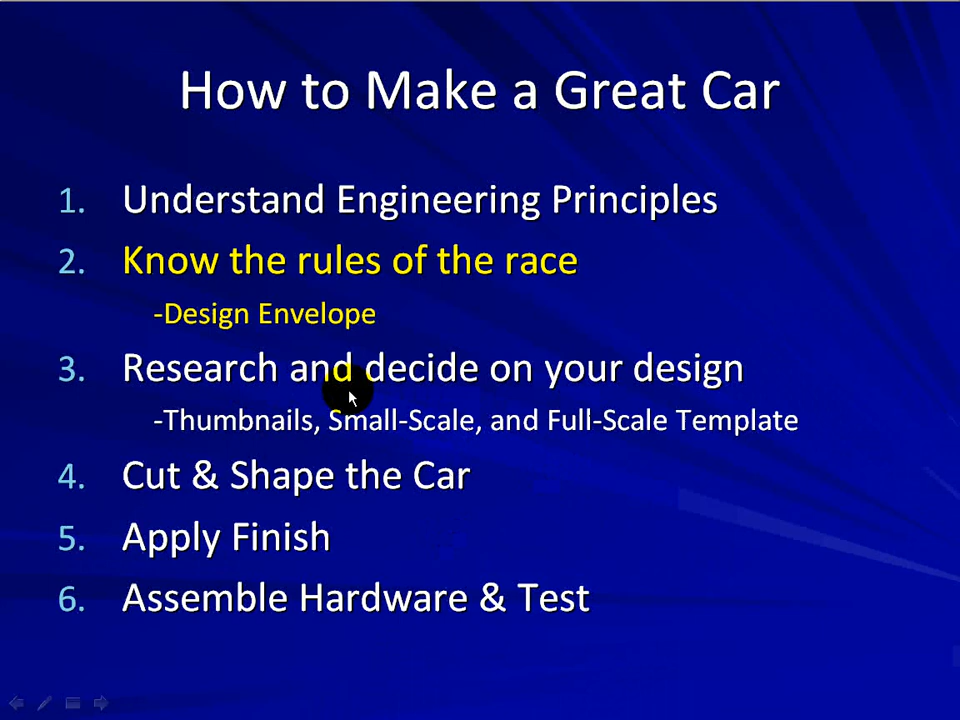 How to Make a Great Car
1. Understand Engineering Principles
2. Know the rules of the race
-Design Envelope
3. Research and decide on your design
-Thumbnails, Small-Scale, and Full-Scale Template
4. Cut & Shape the Car
5. Apply Finish
6. Assemble Hardware & Test